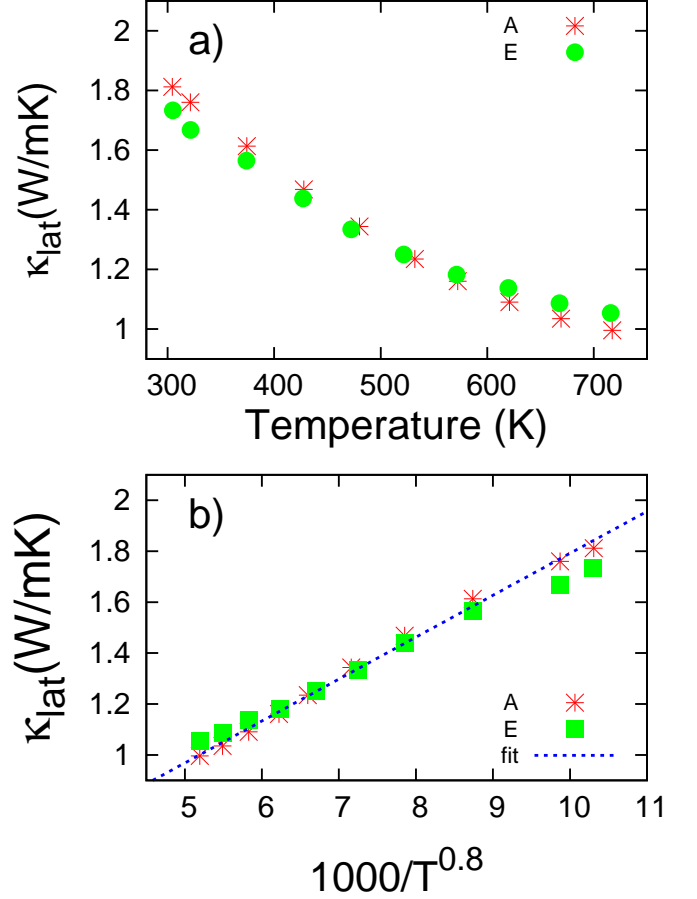 a)
A
E
2
1.8
1.6
1.4
1.2
1
κlat(W/mK)
300 400 500 600 700
Temperature (K)
b)
2
1.8
1.6
1.4
1.2
1
κlat(W/mK)
A
E
fit
5 6 7 8 9 10 11
1000/T^0.8